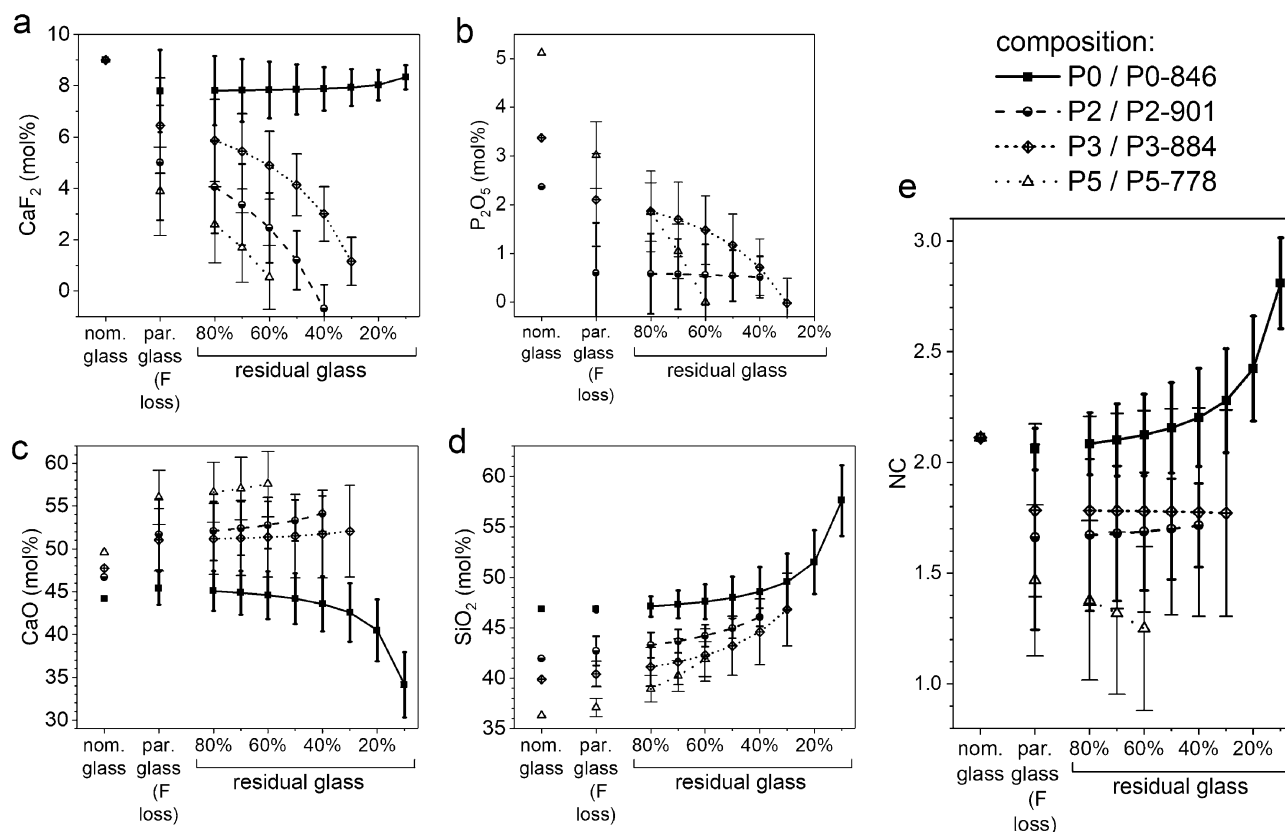 a
CaF2 (mol%)
10
8
6
4
2
0
nom. glass
par. glass (F loss)
80% 60% 40% 20%
residual glass
b
P2O5 (mol%)
5
4
3
2
1
0
nom. glass
par. glass (F loss)
80% 60% 40% 20%
residual glass
composition:
P0 / P0-846
P2 / P2-901
P3 / P3-884
P5 / P5-778
c
CaO (mol%)
60
55
50
45
40
35
30
nom. glass
par. glass (F loss)
80% 60% 40% 20%
residual glass
d
SiO2 (mol%)
60
55
50
45
40
35
nom. glass
par. glass (F loss)
80% 60% 40% 20%
residual glass
e
NC
3.0
2.5
2.0
1.5
1.0
nom. glass
par. glass (F loss)
80% 60% 40% 20%
residual glass